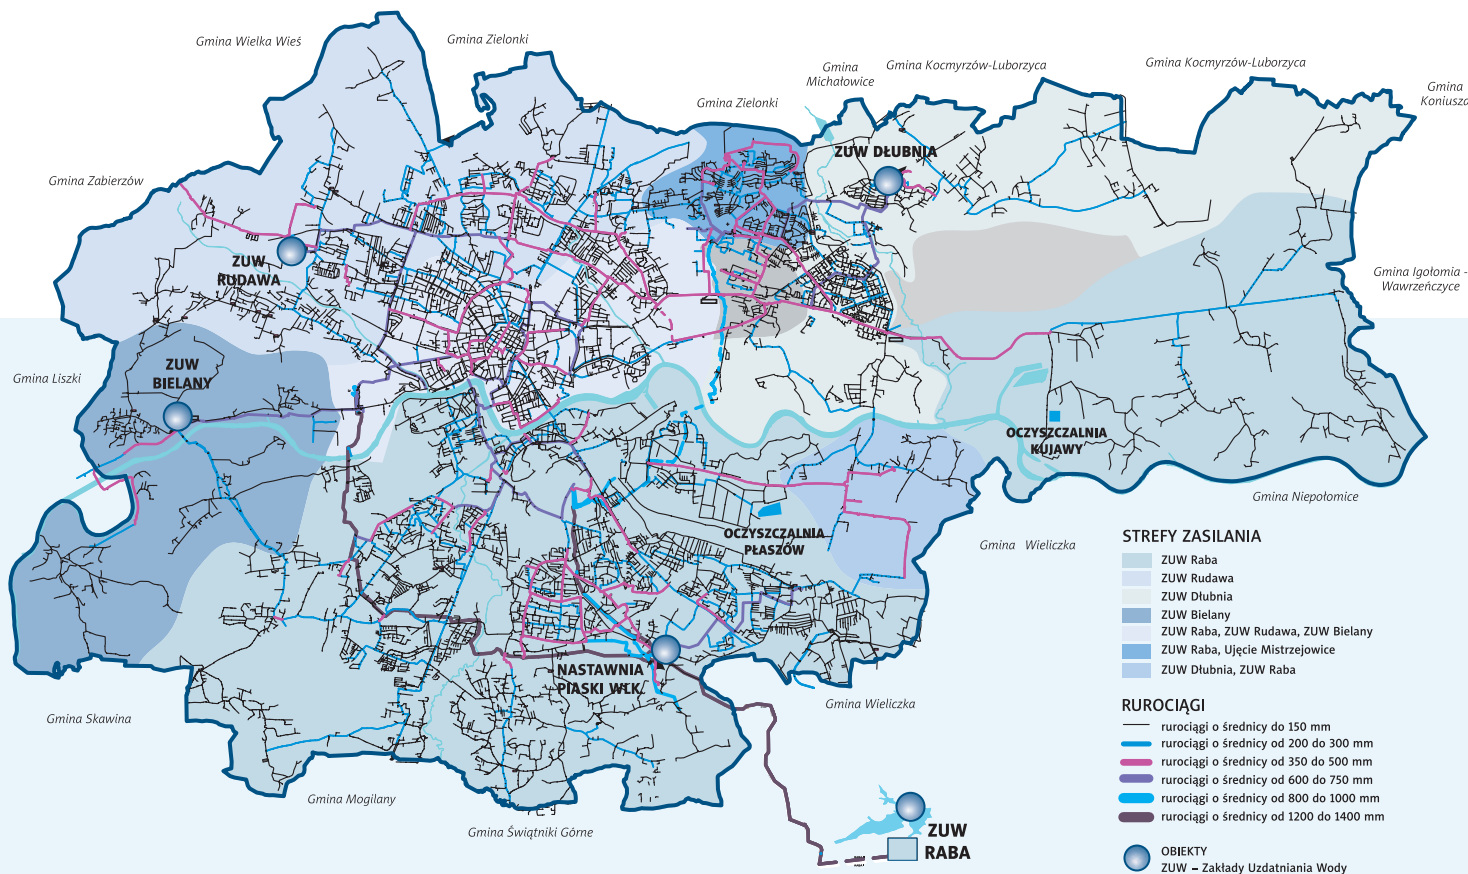 Gmina Wielka Wieś
Gmina Zielonki
Gmina
Michałowice
Gmina Kocmyrzów-Luborzyca
Gmina Kocmyrzów-Luborzyca
Gmina
Koniusza
Gmina Zielonki
ZUW DŁUBNIA
Gmina Zabierzów
ZUW
RUDAWA
Gmina Igołomia -
Wawrzeńczyce
Gmina Liszki
ZUW
BIELANY
OCZYSZCZALNIA
KUJAWY
Gmina Niepołomice
OCZYSZCZALNIA
PŁASZÓW
Gmina Wieliczka
NASTAWNIA
PIASKI WLK.
Gmina Wieliczka
Gmina Skawina
Gmina Mogilany
Gmina Świątniki Górne
ZUW
RABA
STREFY ZASILANIA
ZUW Raba
ZUW Rudawa
ZUW Dłubnia
ZUW Bielany
ZUW Raba, ZUW Rudawa, ZUW Bielany
ZUW Raba, Ujęcie Mistrzejowice
ZUW Dłubnia, ZUW Raba
RUROCIĄGI
rurociągi o średnicy do 150 mm
rurociągi o średnicy od 200 do 300 mm
rurociągi o średnicy od 350 do 500 mm
rurociągi o średnicy od 600 do 750 mm
rurociągi o średnicy od 800 do 1000 mm
rurociągi o średnicy od 1200 do 1400 mm
OBIEKTY
ZUW – Zakłady Uzdatniania Wody